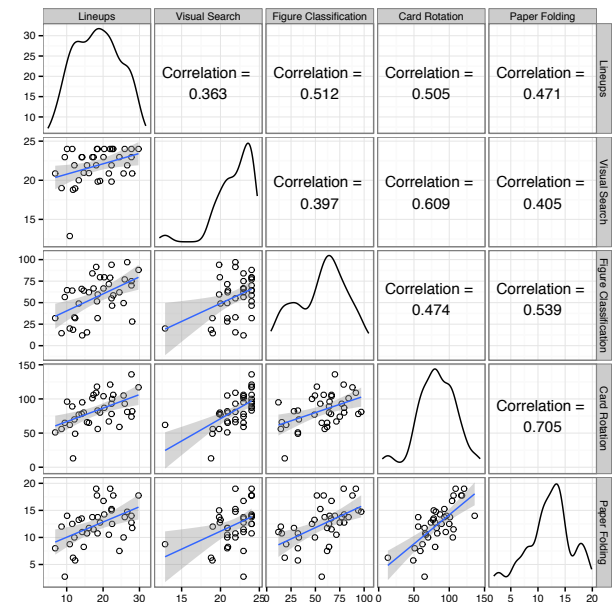 Lineups Visual Search Figure Classification Card Rotation Paper Folding
30
25
20
15
10
Correlation =
0.363
Correlation =
0.512
Correlation =
0.505
Correlation =
0.471
Lineups
25
20
15
Correlation =
0.397
Correlation =
0.609
Correlation =
0.405
Visual Search
100
75
50
25
0
Correlation =
0.474
Correlation =
0.539
Figure Classification
150
100
50
0
Correlation =
0.705
Card Rotation
20
15
10
5
Paper Folding
10 20 30 15 20 25 0 25 50 75 100 0 50 100 150 5 10 15 20